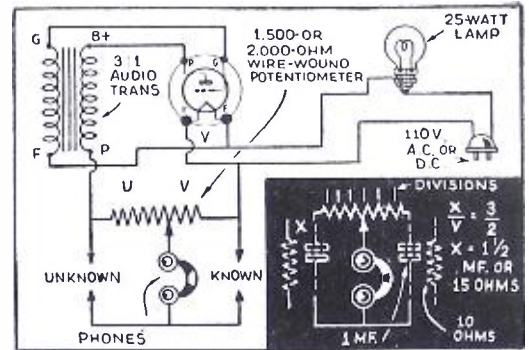 G
B+
3:1
AUDIO
TRANS
F
P
P
G
F
F
V
1,500-OR
2,000-OHM
WIRE-WOUND
POTENTIOMETER
25-WATT
LAMP
110 V.
A.C. OR
D.C.
U
V
UNKNOWN
KNOWN
PHONES
DIVISIONS
X
X/V = 3/2
X = 1 1/2
MF. OR
15 OHMS
1 MF.
10
OHMS